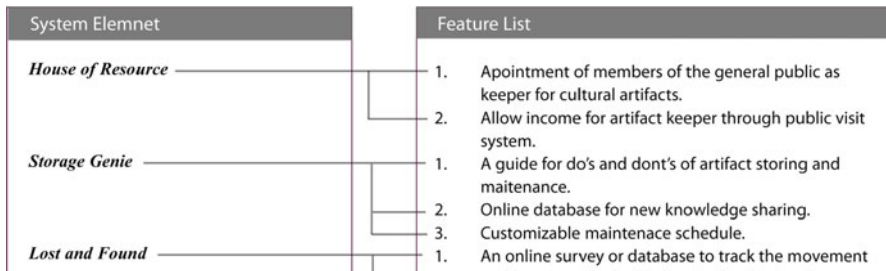 System Elemnet
Feature List
House of Resource
1. Apointment of members of the general public as
keeper for cultural artifacts.
2. Allow income for artifact keeper through public visit
system.
Storage Genie
1. A guide for do's and dont's of artifact storing and
maitenance.
2. Online database for new knowledge sharing.
3. Customizable maintenace schedule.
Lost and Found
1. An online survey or database to track the movement